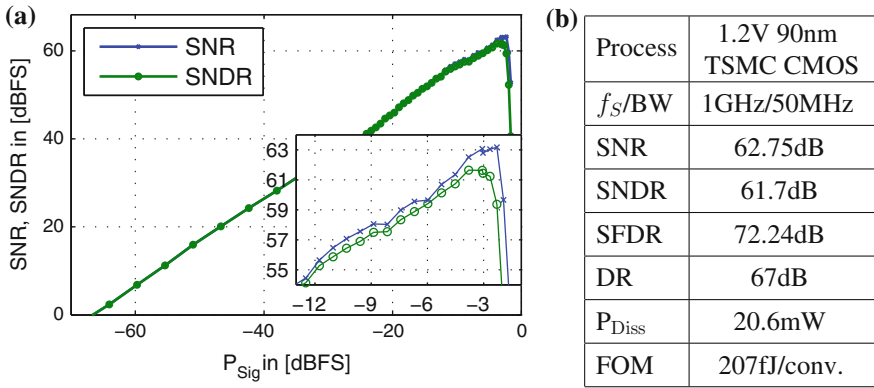 (a)
SNR, SNDR in [dBFS]
60
40
20
0
SNR
SNDR
63
61
59
57
55
−12 −9 −6 −3
−60 −40 −20 0
P_Sig in [dBFS]
(b)
Process 1.2V 90nm
TSMC CMOS
f_S/BW 1GHz/50MHz
SNR 62.75dB
SNDR 61.7dB
SFDR 72.24dB
DR 67dB
P_Diss 20.6mW
FOM 207fJ/conv.